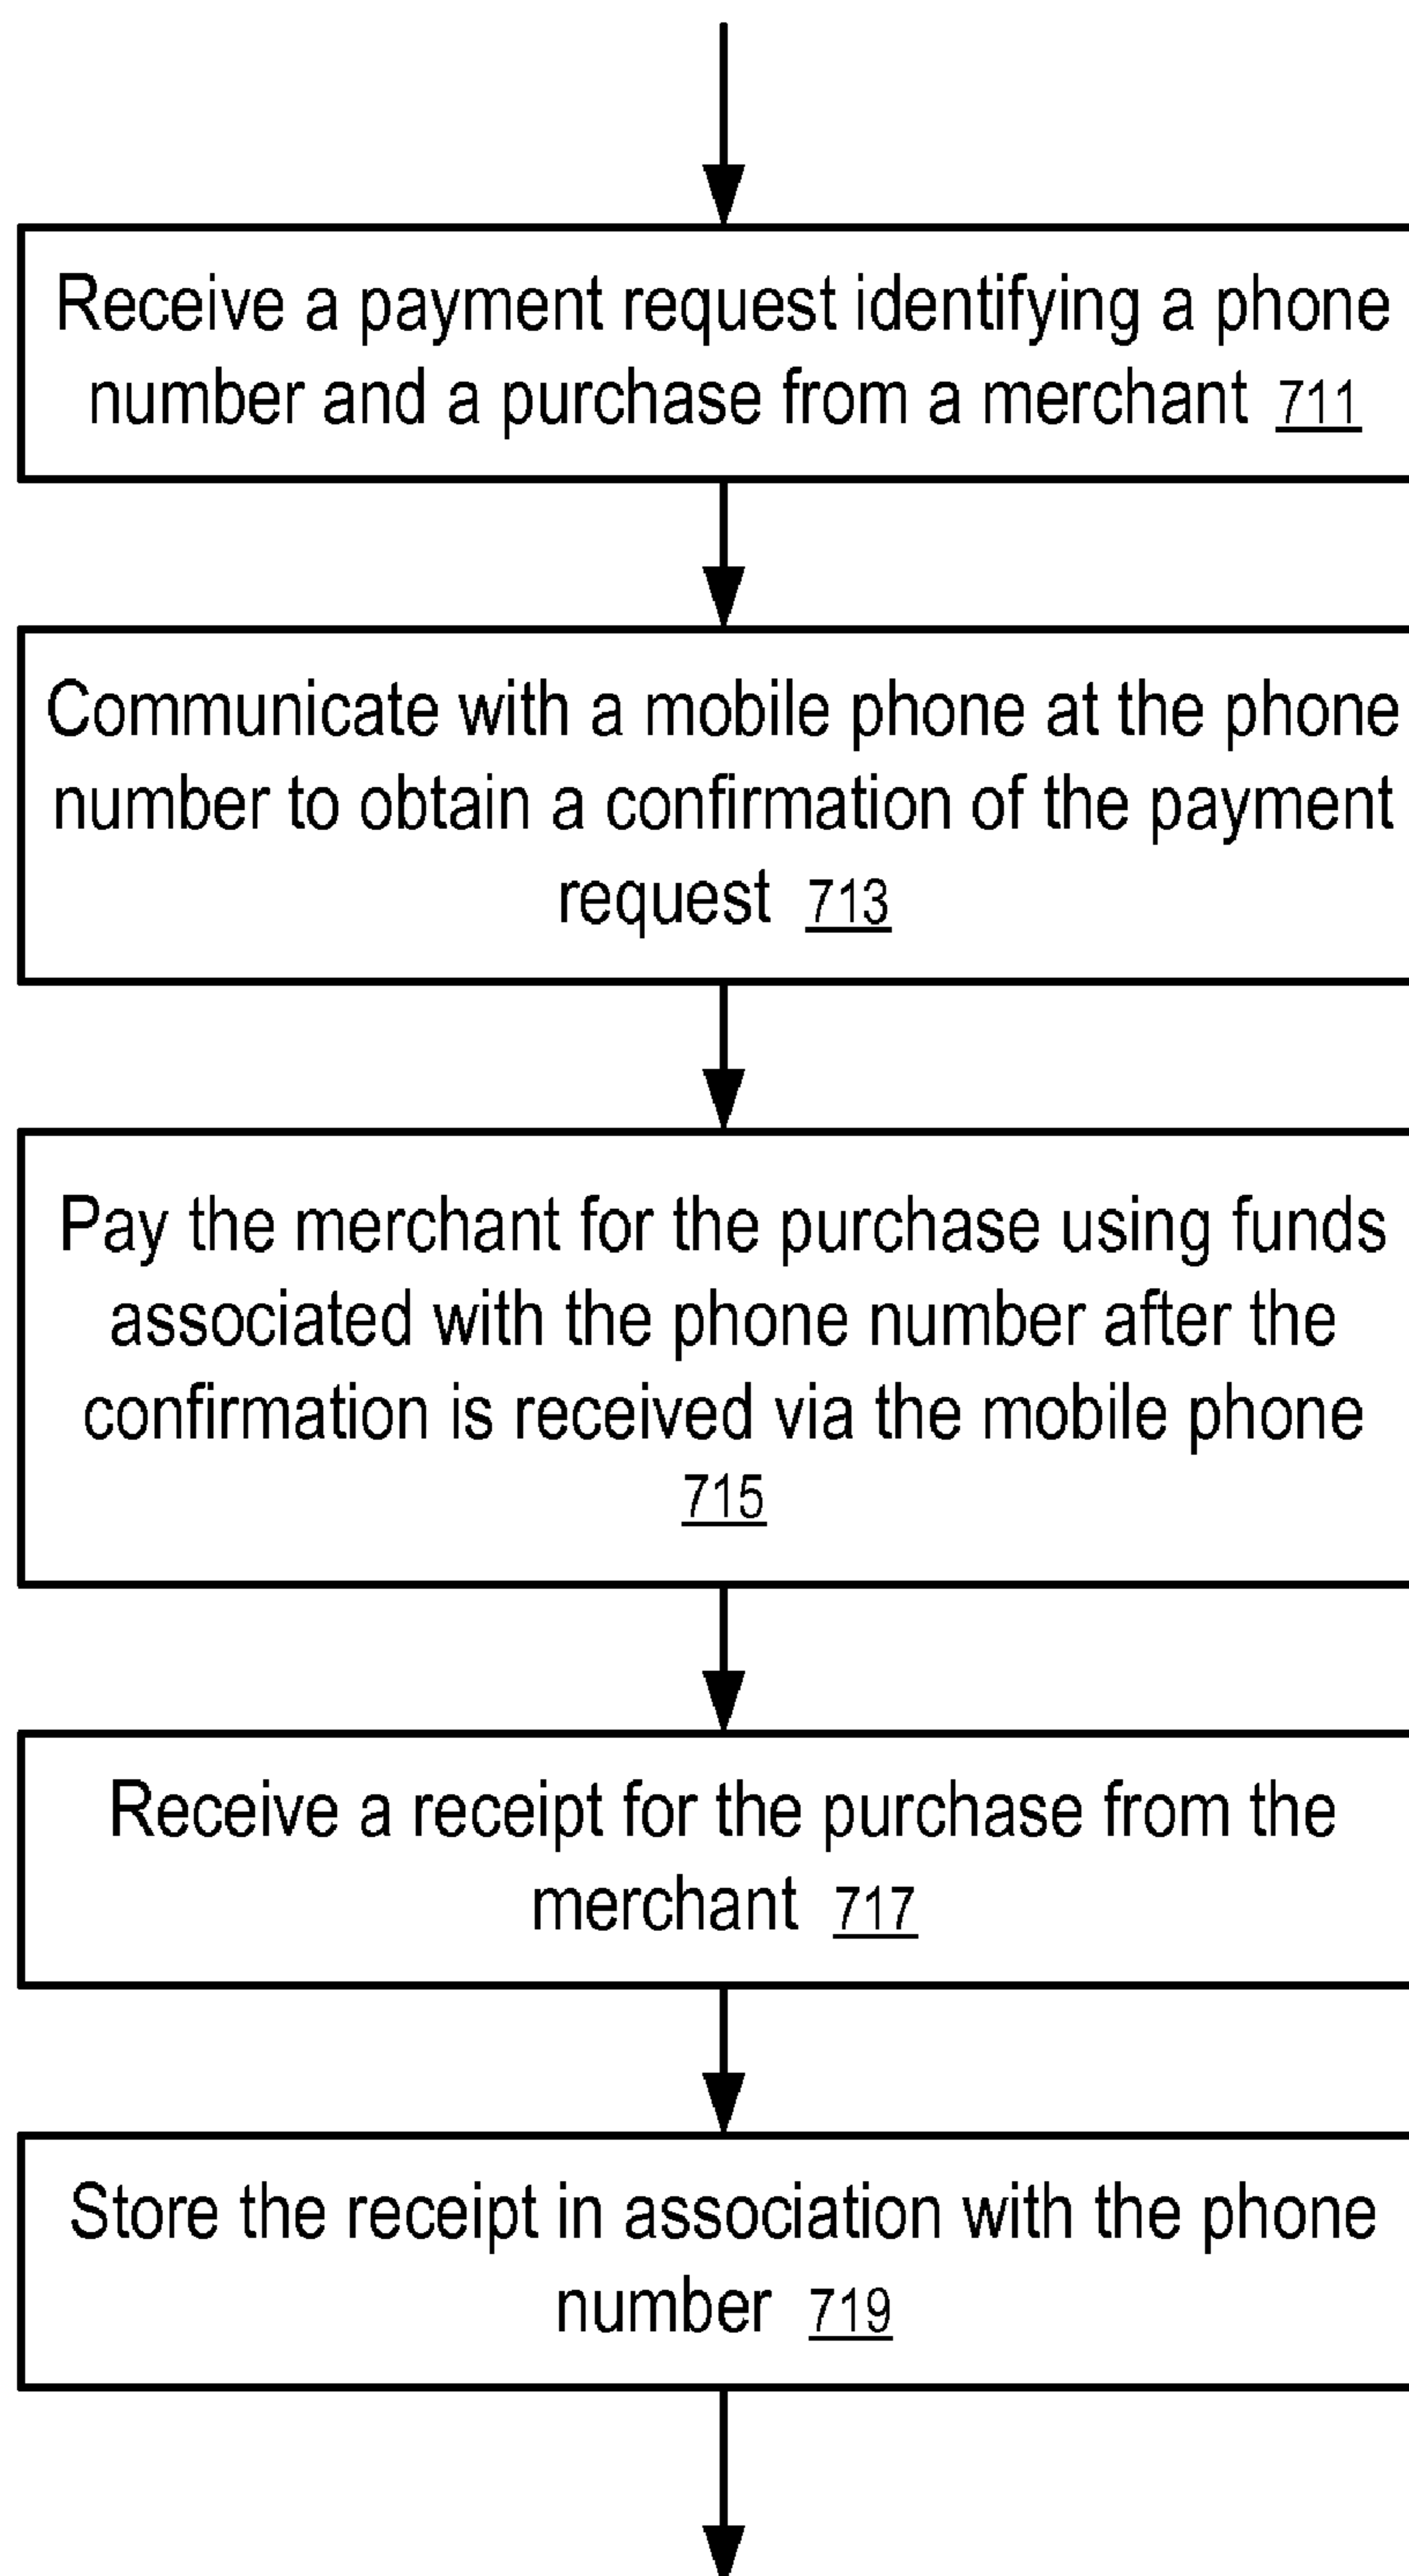 Receive a payment request identifying a phone
number and a purchase from a merchant 711
Communicate with a mobile phone at the phone
number to obtain a confirmation of the payment
request 713
Pay the merchant for the purchase using funds
associated with the phone number after the
confirmation is received via the mobile phone
715
Receive a receipt for the purchase from the
merchant 717
Store the receipt in association with the phone
number 719